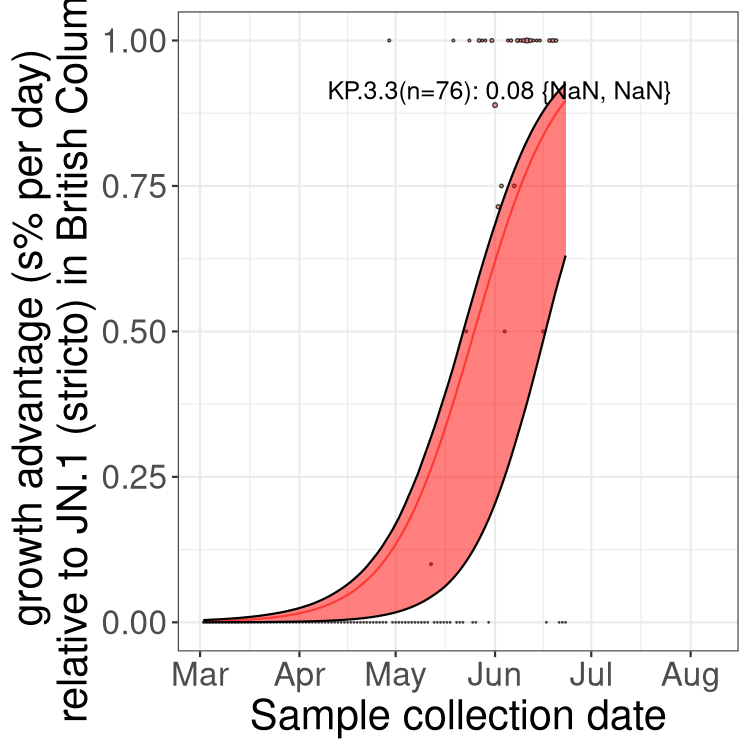 growth advantage (s% per day)
relative to JN.1 (stricto) in British Colum
1.00
0.75
0.50
0.25
0.00
KP.3.3(n=76): 0.08 {NaN, NaN}
Mar Apr May Jun Jul Aug
Sample collection date